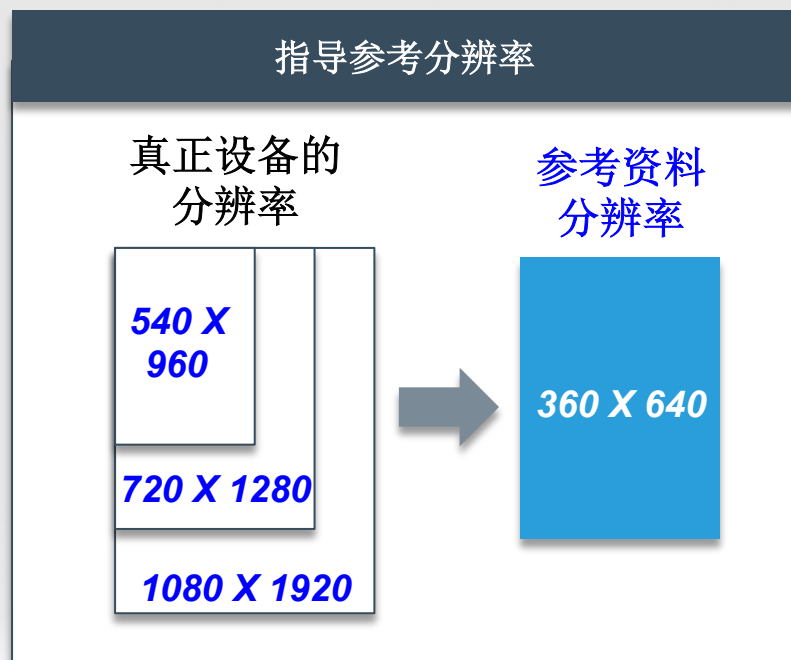 指导参考分辨率
真正设备的
分辨率
参考资料
分辨率
540 X
960
720 X 1280
1080 X 1920
360 X 640